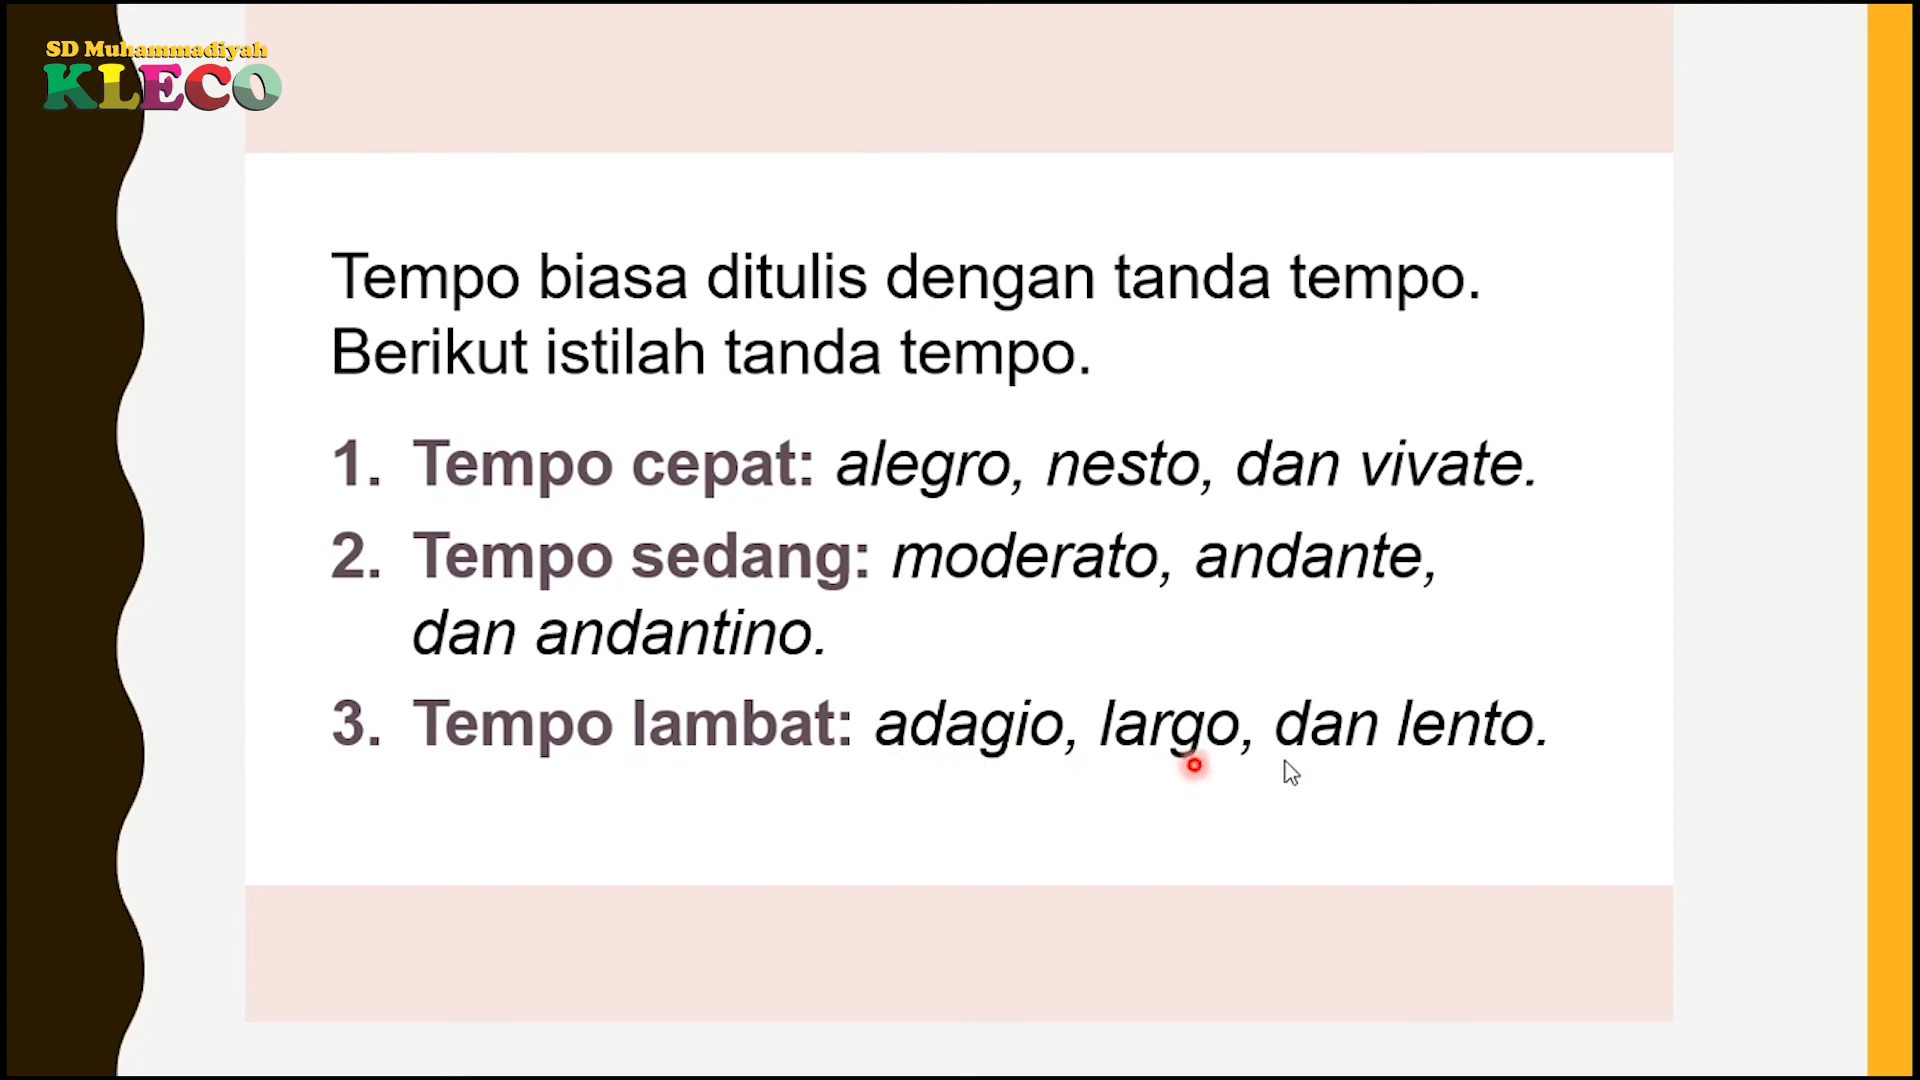 SD Muhammadiyah
KLECO
Tempo biasa ditulis dengan tanda tempo.
Berikut istilah tanda tempo.
1. Tempo cepat: alegro, nesto, dan vivate.
2. Tempo sedang: moderato, andante,
dan andantino.
3. Tempo lambat: adagio, largo, dan lento.